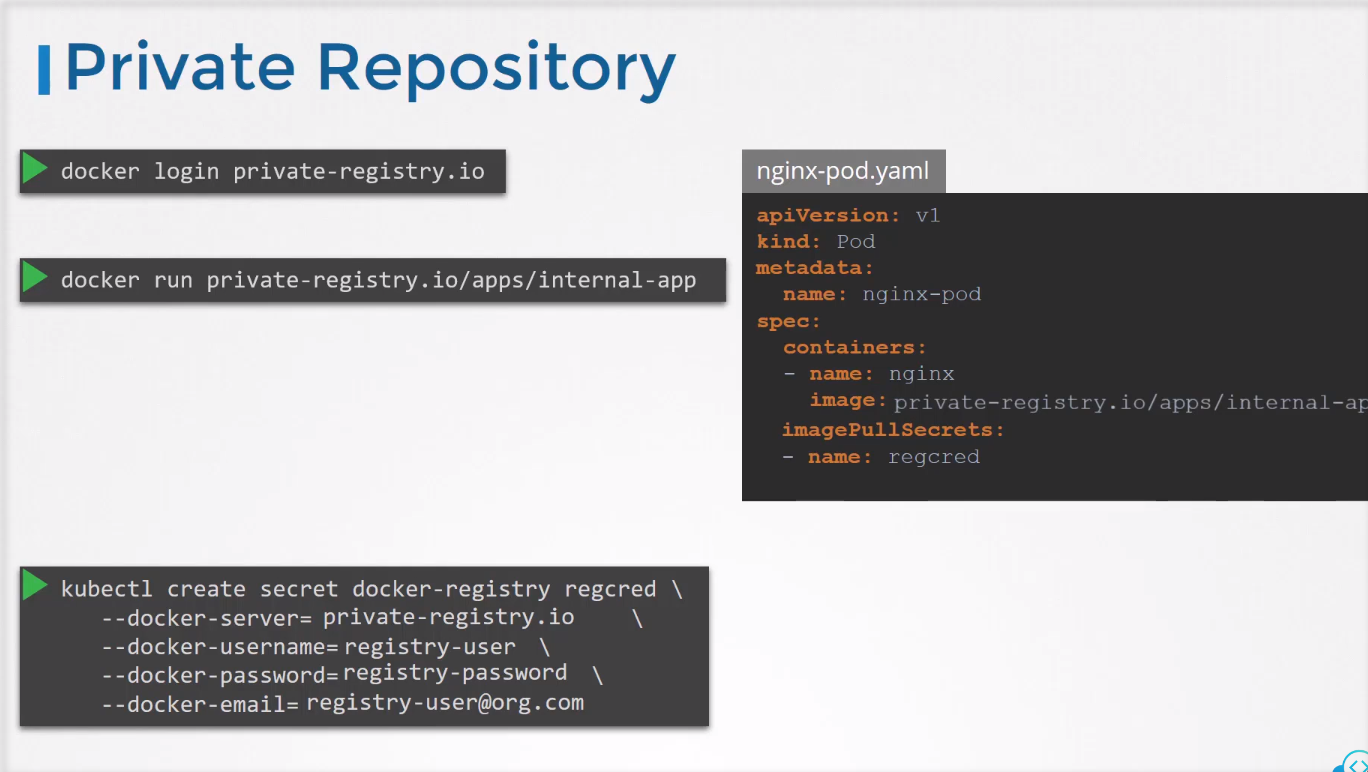 Private Repository
docker login private-registry.io
docker run private-registry.io/apps/internal-app
nginx-pod.yaml
apiVersion: v1
kind: Pod
metadata:
  name: nginx-pod
spec:
  containers:
  - name: nginx
    image: private-registry.io/apps/internal-ap
  imagePullSecrets:
  - name: regcred
kubectl create secret docker-registry regcred \
   --docker-server= private-registry.io \
   --docker-username= registry-user \
   --docker-password= registry-password \
   --docker-email= registry-user@org.com